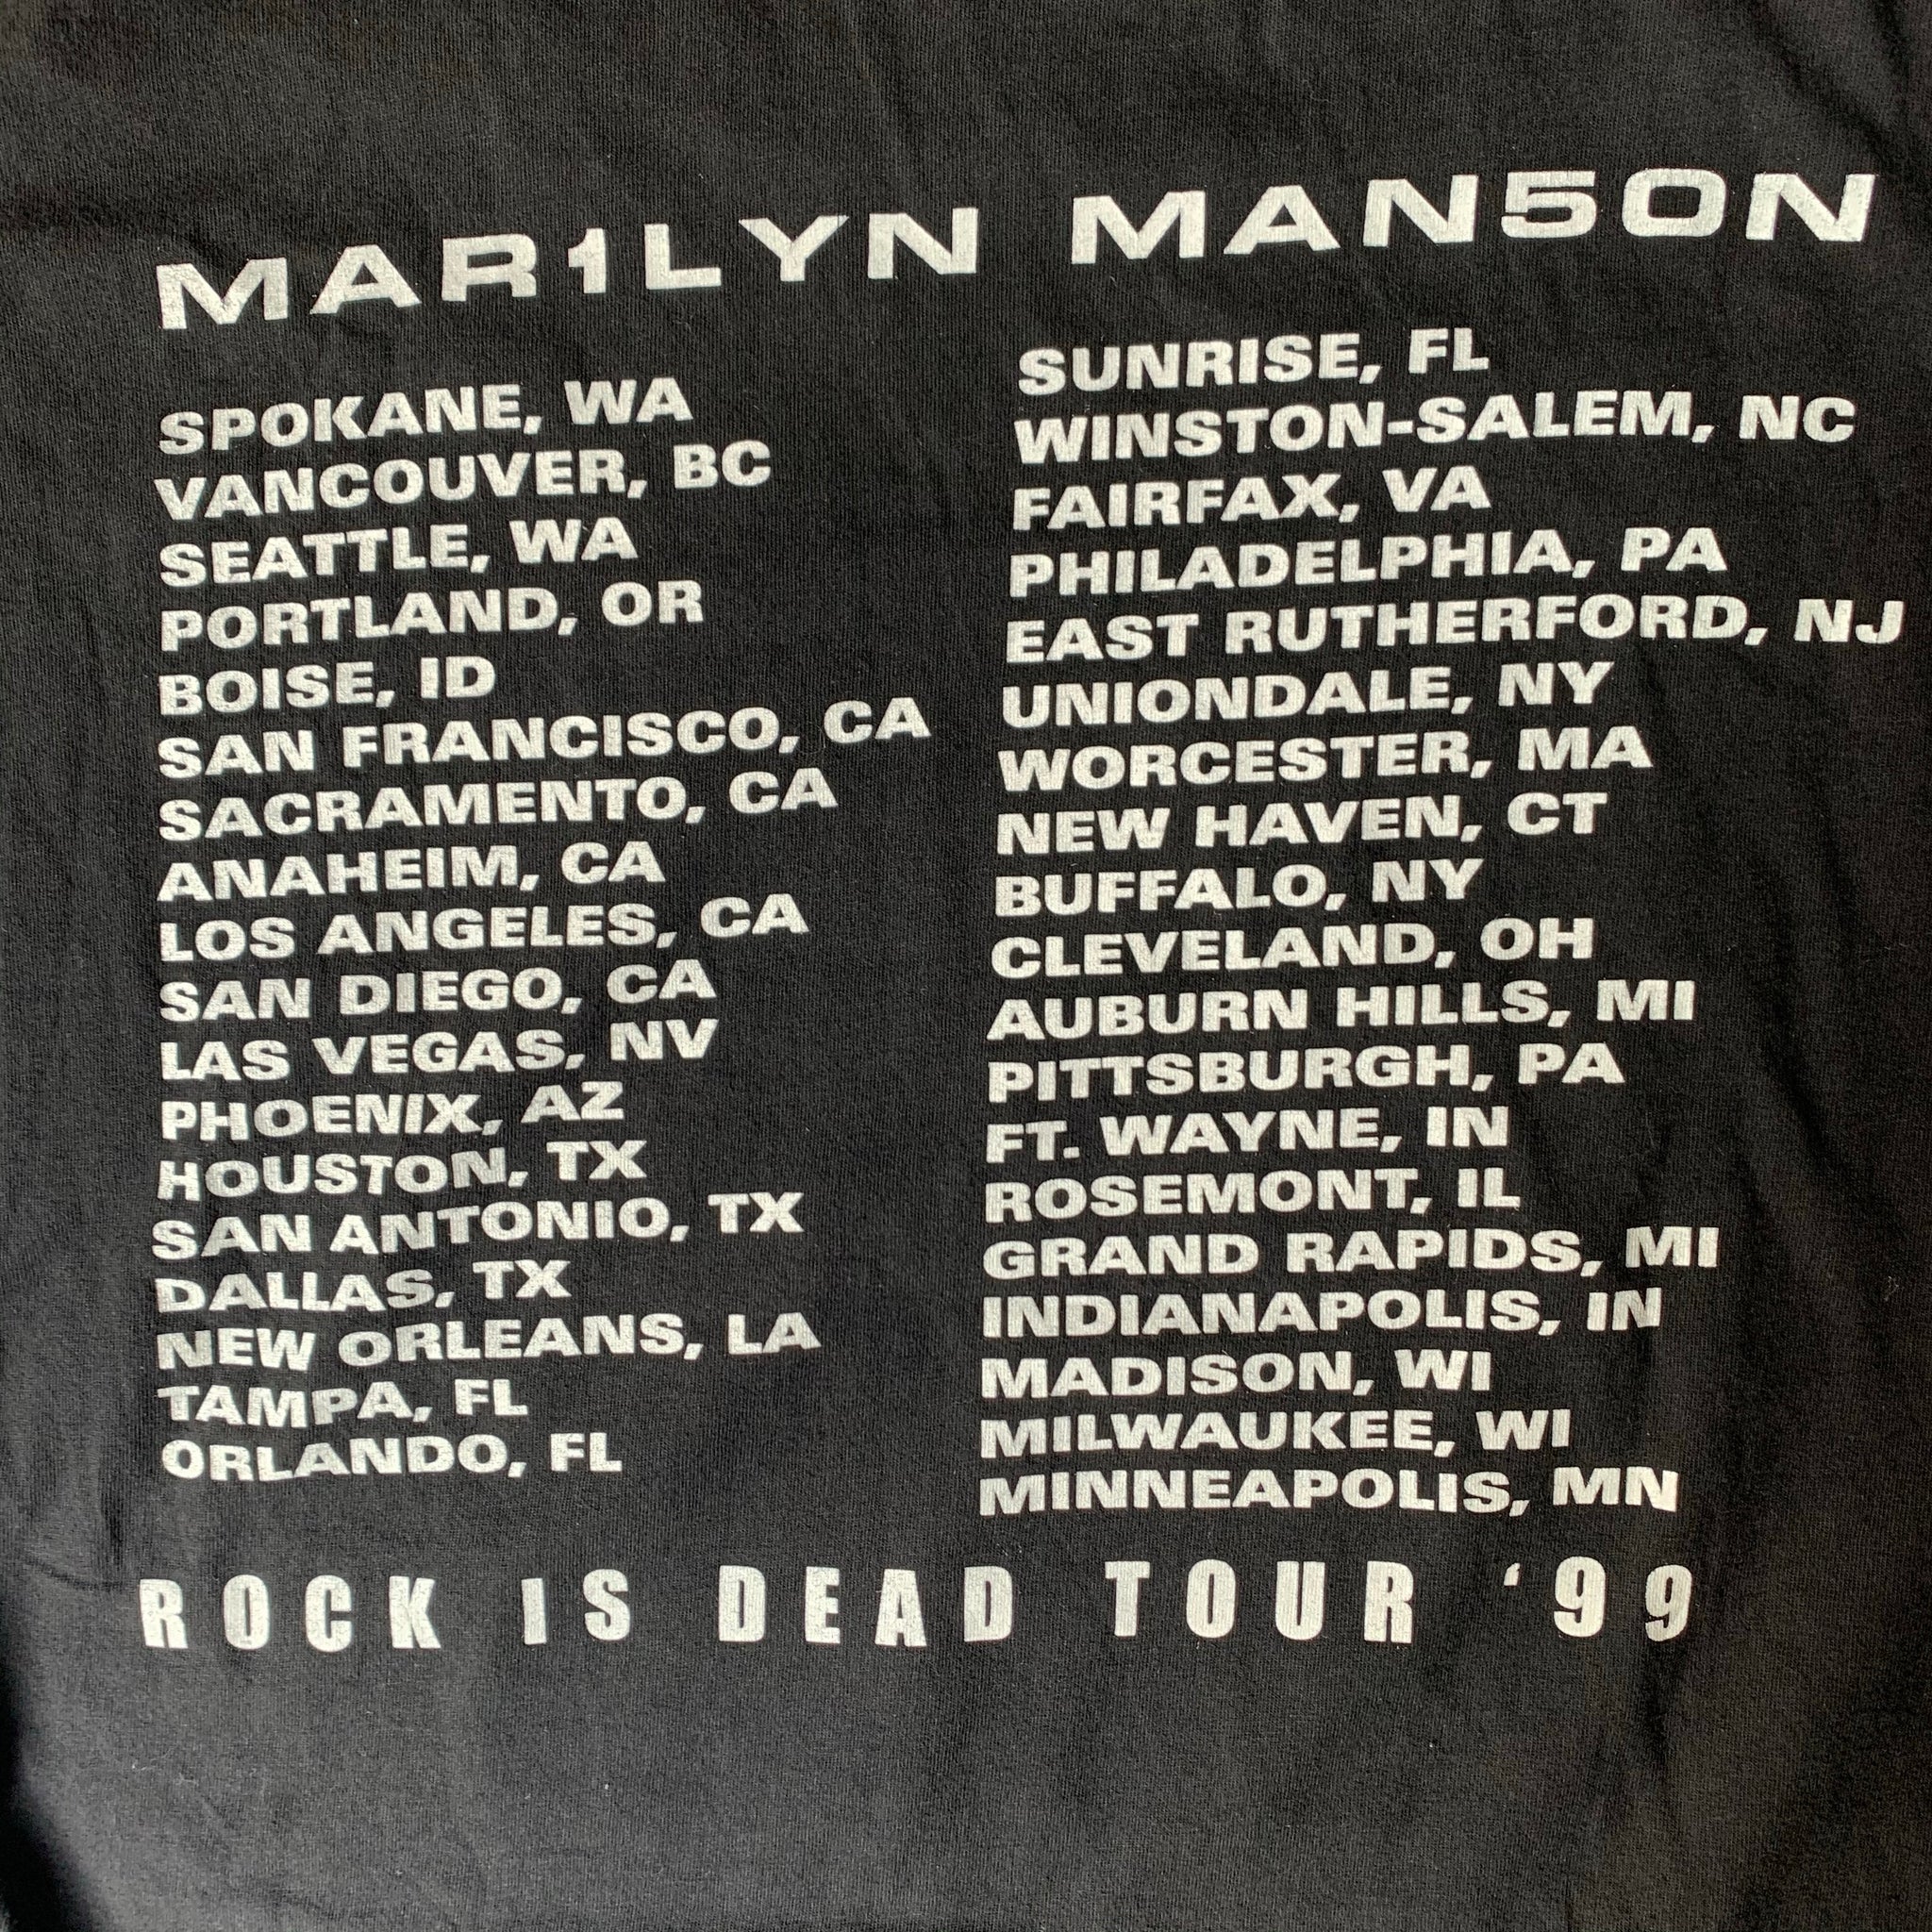 MAR1LYN MAN5ON
SPOKANE, WA
VANCOUVER, BC
SEATTLE, WA
PORTLAND, OR
BOISE, ID
SAN FRANCISCO, CA
SACRAMENTO, CA
ANAHEIM, CA
LOS ANGELES, CA
SAN DIEGO, CA
LAS VEGAS, NV
PHOENIX, AZ
HOUSTON, TX
SAN ANTONIO, TX
DALLAS, TX
NEW ORLEANS, LA
TAMPA, FL
ORLANDO, FL
SUNRISE, FL
WINSTON-SALEM, NC
FAIRFAX, VA
PHILADELPHIA, PA
EAST RUTHERFORD, NJ
UNIONDALE, NY
WORCESTER, MA
NEW HAVEN, CT
BUFFALO, NY
CLEVELAND, OH
AUBURN HILLS, MI
PITTSBURGH, PA
FT. WAYNE, IN
ROSEMONT, IL
GRAND RAPIDS, MI
INDIANAPOLIS, IN
MADISON, WI
MILWAUKEE, WI
MINNEAPOLIS, MN
ROCK IS DEAD TOUR ‘99